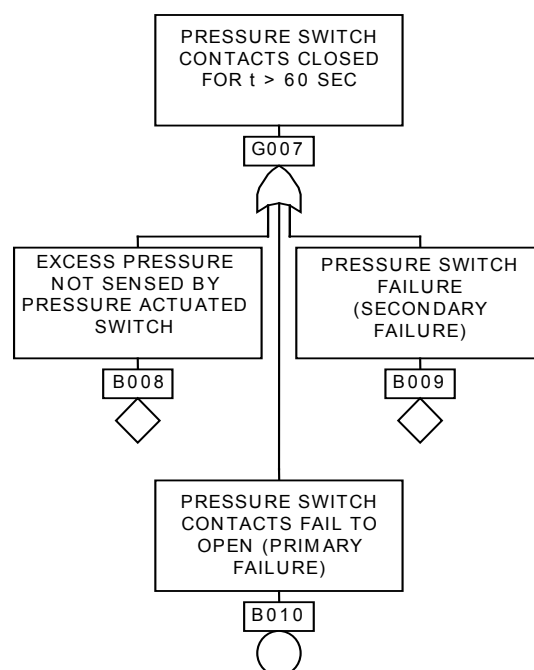 PRESSURE SWITCH
CONTACTS CLOSED
FOR t > 60 SEC
G007
EXCESS PRESSURE
NOT SENSED BY
PRESSURE ACTUATED
SWITCH
B008
PRESSURE SWITCH
FAILURE
(SECONDARY
FAILURE)
B009
PRESSURE SWITCH
CONTACTS FAIL TO
OPEN (PRIMARY
FAILURE)
B010